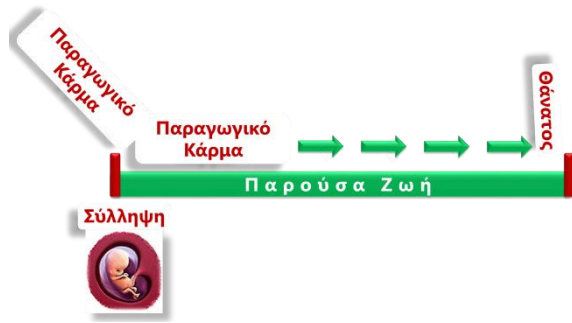 Παραγωγικό
Κάρμα
Παραγωγικό
Κάρμα
Θάνατος
Παρούσα Ζωή
Σύλληψη